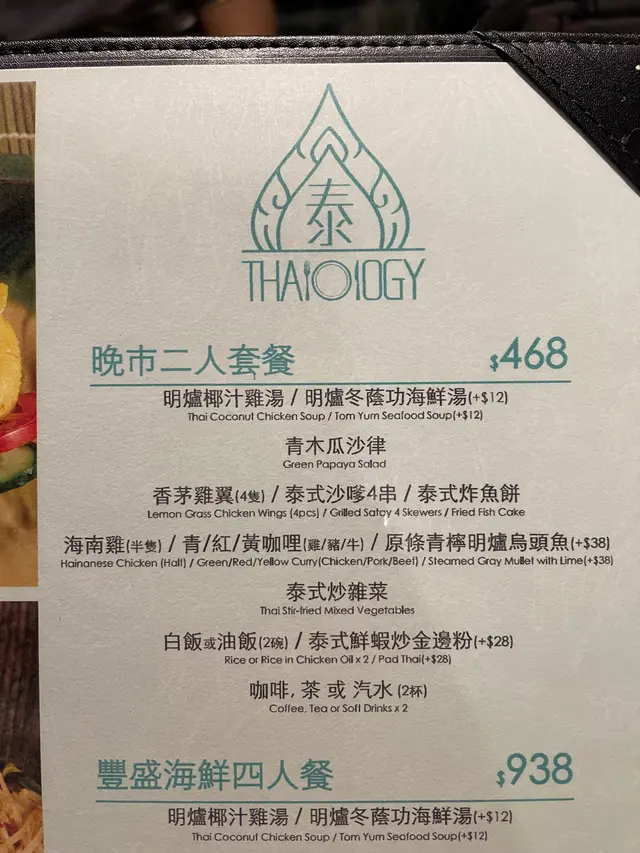 泰
THAIOLOGY
晚市二人套餐 $468
明爐椰汁雞湯 / 明爐冬蔭功海鮮湯(+$12)
Thai Coconut Chicken Soup / Tom Yum Seafood Soup(+$12)
青木瓜沙律
Green Papaya Salad
香茅雞翼(4隻) / 泰式沙嗲4串 / 泰式炸魚餅
Lemon Grass Chicken Wings (4pcs) / Grilled Satay 4 Skewers / Fried Fish Cake
海南雞(半隻) / 青/紅/黃咖哩(雞/豬/牛) / 原條青檸明爐烏頭魚(+$38)
Hainanese Chicken (Half) / Green/Red/Yellow Curry(Chicken/Pork/Beef) / Steamed Gray Mullet with Lime(+$38)
泰式炒雜菜
Thai Stir-fried Mixed Vegetables
白飯或油飯(2碗) / 泰式鮮蝦炒金邊粉(+$28)
Rice or Rice in Chicken Oil x 2 / Pad Thai(+$28)
咖啡, 茶 或 汽水 (2杯)
Coffee, Tea or Soft Drinks x 2
豐盛海鮮四人餐 $938
明爐椰汁雞湯 / 明爐冬蔭功海鮮湯(+$12)
Thai Coconut Chicken Soup / Tom Yum Seafood Soup(+$12)